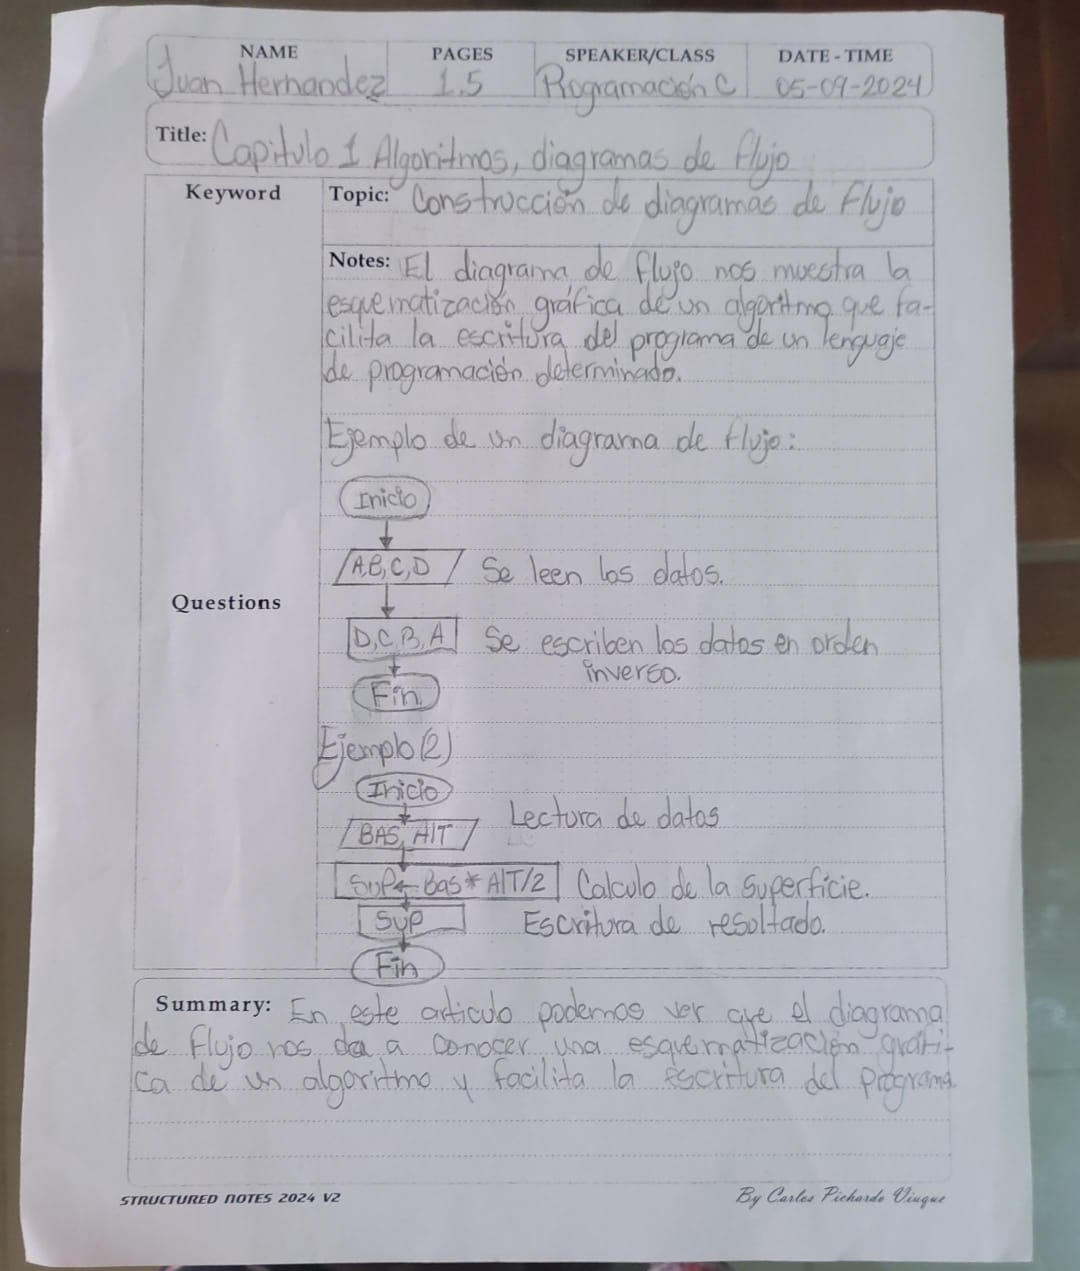 NAME PAGES SPEAKER/CLASS DATE - TIME
Juan Hernandez 1.5 Programación C 05-09-2024
Title: Capitulo 1 Algoritmos, diagramas de flujo
Keyword
Topic: Construcción de diagramas de flujo
Notes: El diagrama de flujo nos muestra la
esquematización gráfica de un algoritmo que fa-
cilita la escritura del programa de un lenguaje
de programación determinado.
Ejemplo de un diagrama de flujo:
Inicio
A,B,C,D Se leen los datos.
Questions
D,C,B,A Se escriben los datos en orden
inverso.
Fin
Ejemplo (2)
Inicio
BAS, AlT Lectura de datos
SUP← Bas * AlT/2 Calculo de la superficie.
SUP Escritura de resultado.
Fin
Summary: En este articulo podemos ver que el diagrama
de flujo nos da a conocer una esquematización gráfi-
ca de un algoritmo y facilita la escritura del programa.
STRUCTURED NOTES 2024 V2 By Carlos Pichardo Viuque